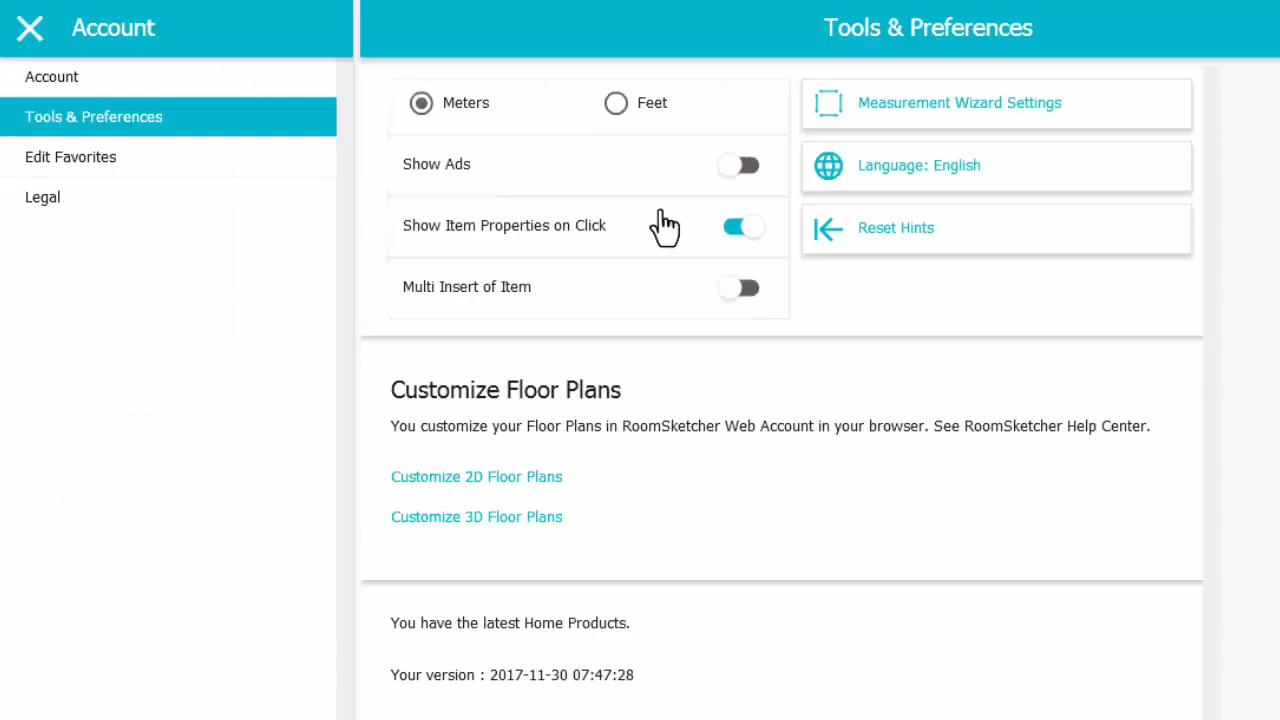 Account
Tools & Preferences
Account
Tools & Preferences
Edit Favorites
Legal
Meters
Feet
Show Ads
Show Item Properties on Click
Multi Insert of Item
Measurement Wizard Settings
Language: English
Reset Hints
Customize Floor Plans
You customize your Floor Plans in RoomSketcher Web Account in your browser. See RoomSketcher Help Center.
Customize 2D Floor Plans
Customize 3D Floor Plans
You have the latest Home Products.
Your version : 2017-11-30 07:47:28